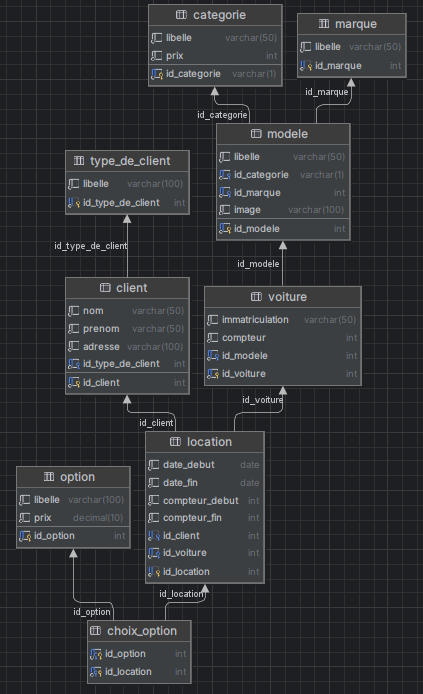 categorie
libelle varchar(50)
prix int
id_categorie varchar(1)
marque
libelle varchar(50)
id_marque int
id_categorie
id_marque
modele
libelle varchar(50)
id_categorie varchar(1)
id_marque int
image varchar(100)
id_modele int
type_de_client
libelle varchar(100)
id_type_de_client int
id_type_de_client
id_modele
client
nom varchar(50)
prenom varchar(50)
adresse varchar(100)
id_type_de_client int
id_client int
voiture
immatriculation varchar(50)
compteur int
id_modele int
id_voiture int
id_client
id_voiture
location
date_debut date
date_fin date
compteur_debut int
compteur_fin int
id_client int
id_voiture int
id_location int
option
libelle varchar(100)
prix decimal(10)
id_option int
id_option
id_location
choix_option
id_option int
id_location int